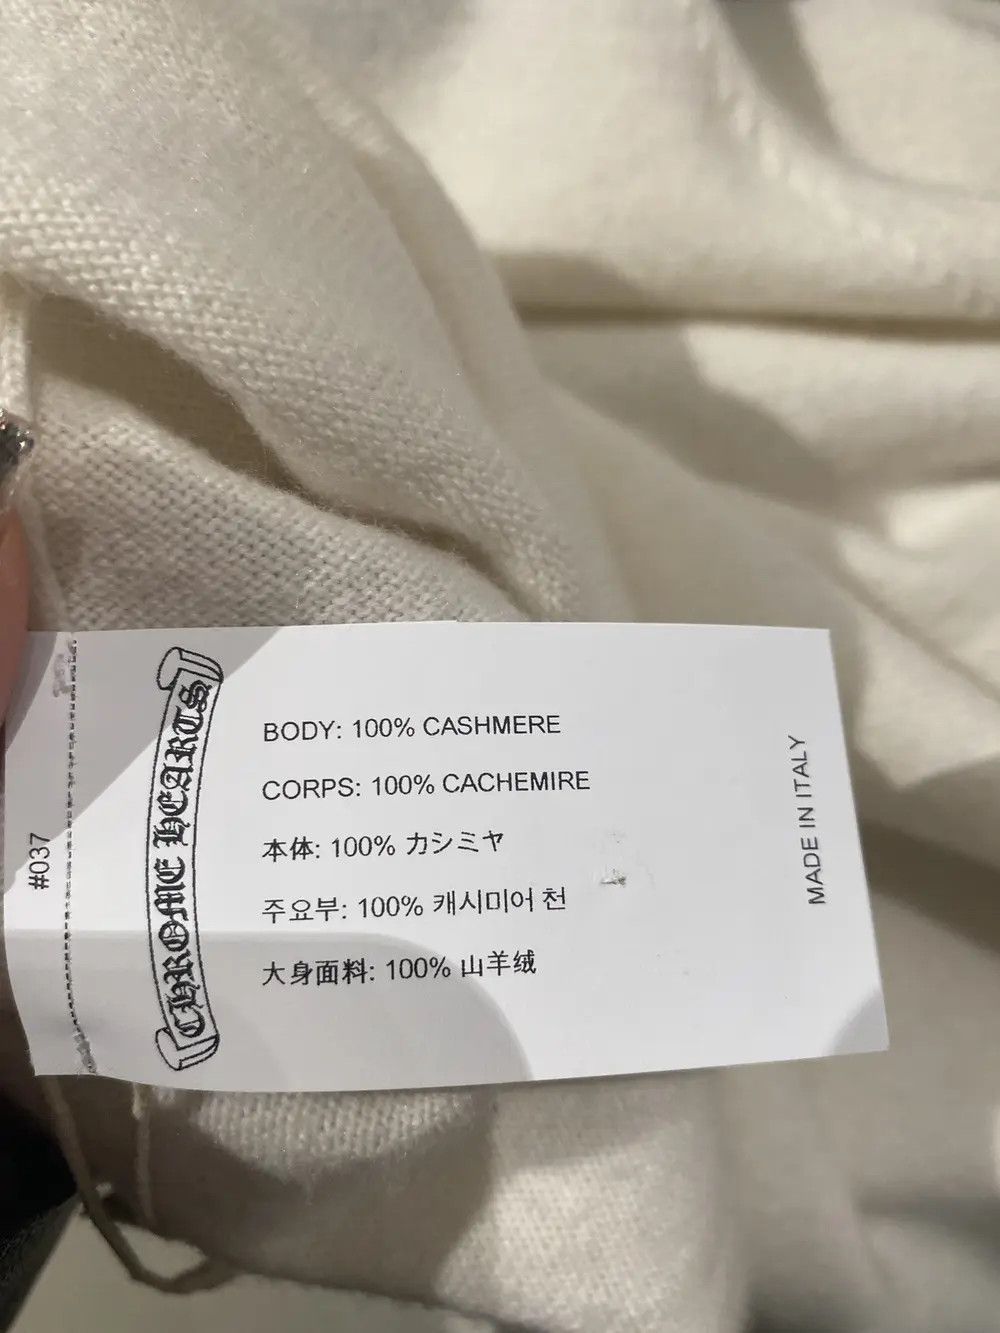 #037
CHROME HEARTS
BODY: 100% CASHMERE
CORPS: 100% CACHEMIRE
本体: 100% カシミヤ
주요부: 100% 캐시미어 천
大身面料: 100% 山羊绒
MADE IN ITALY